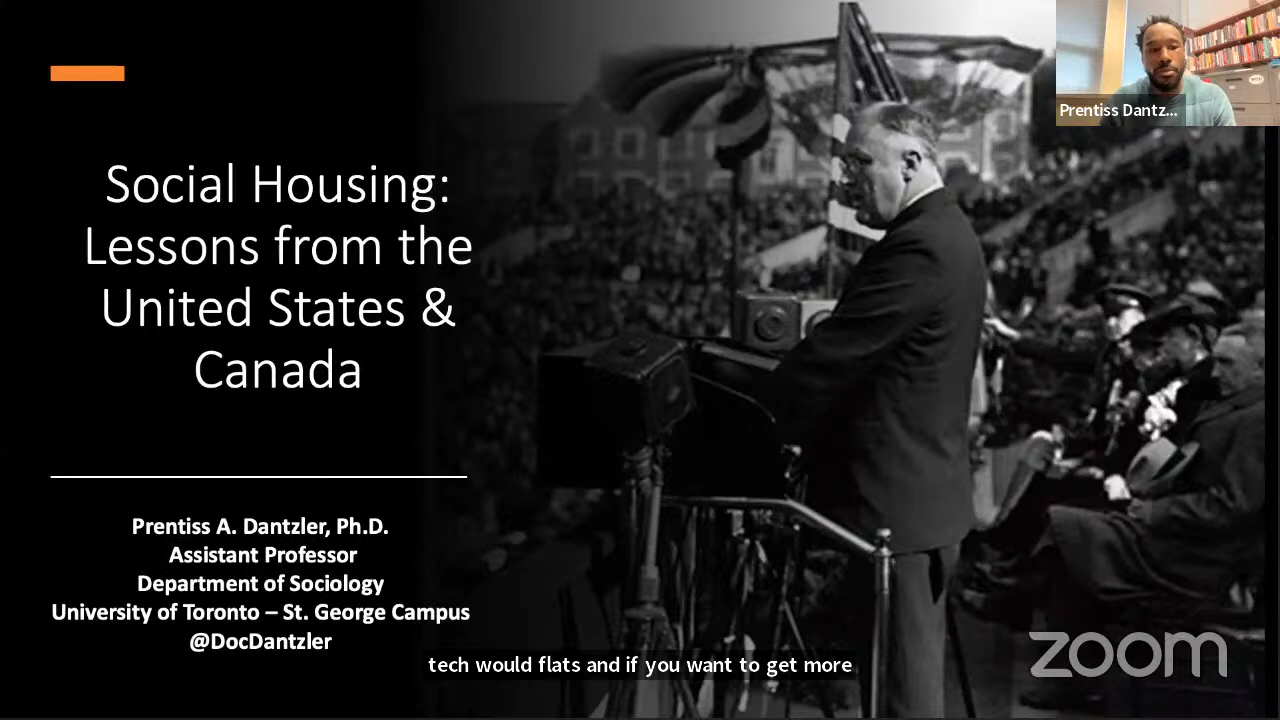 Social Housing:
Lessons from the
United States &
Canada
Prentiss A. Dantzler, Ph.D.
Assistant Professor
Department of Sociology
University of Toronto – St. George Campus
@DocDantzler
Prentiss Dantz...
tech would flats and if you want to get more
zoom